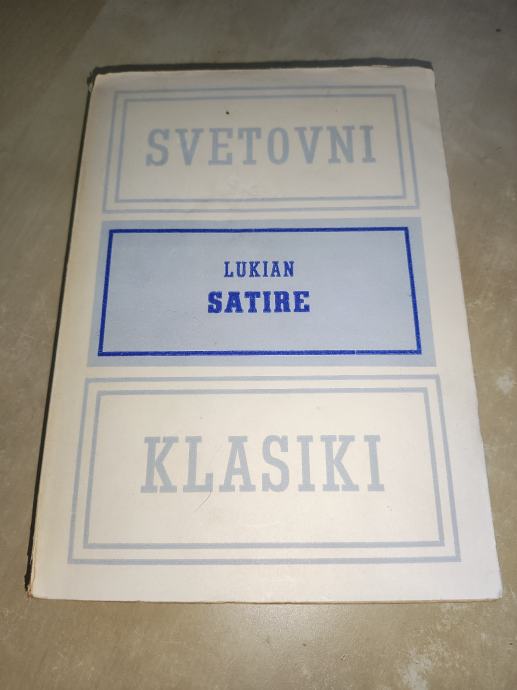 SVETOVNI
LUKIAN
SATIRE
KLASIKI